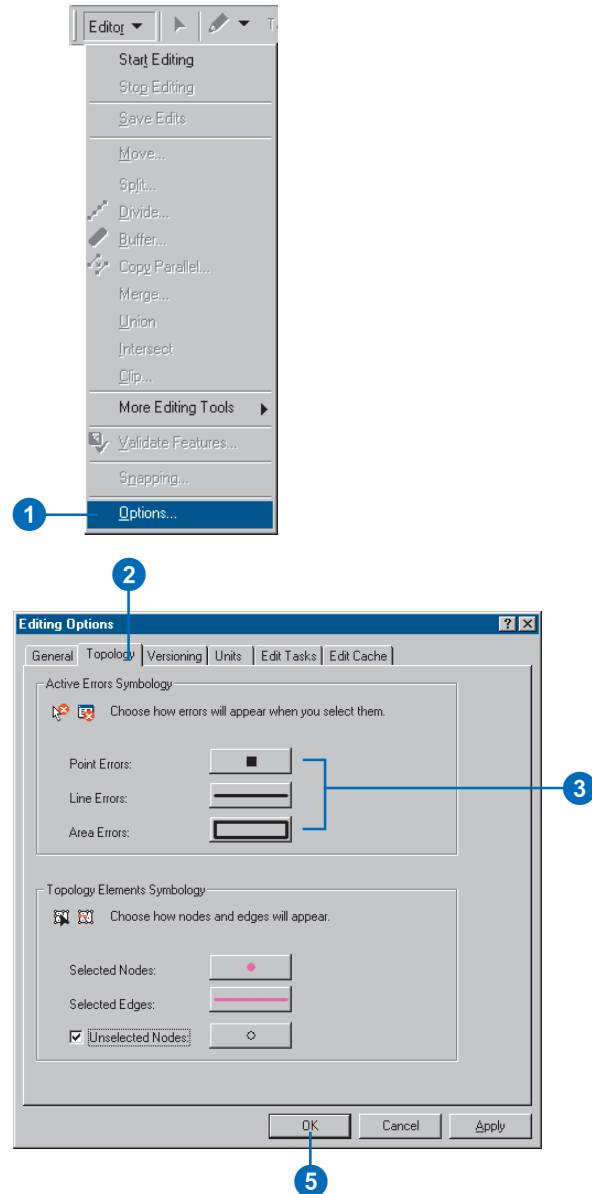 Editor
Start Editing
Stop Editing
Save Edits
Move...
Split...
Divide...
Buffer...
Copy Parallel...
Merge...
Union
Intersect
Clip...
More Editing Tools
Validate Features...
Snapping...
1
Options...
2
Editing Options
General Topology Versioning Units Edit Tasks Edit Cache
Active Errors Symbology
Choose how errors will appear when you select them.
Point Errors:
3
Line Errors:
Area Errors:
Topology Elements Symbology
Choose how nodes and edges will appear.
Selected Nodes:
Selected Edges:
Unselected Nodes:
OK Cancel Apply
5